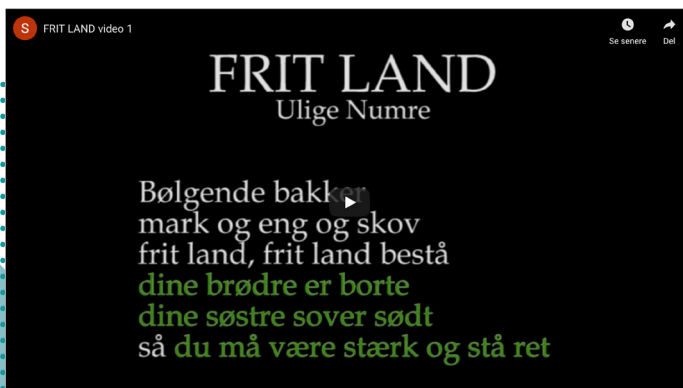 S
FRIT LAND video 1
Se senere
Del
FRIT LAND
Ulige Numre
Bølgende bakker
mark og eng og skov
frit land, frit land bestå
dine brødre er borte
dine søstre sover sødt
så du må være stærk og stå ret